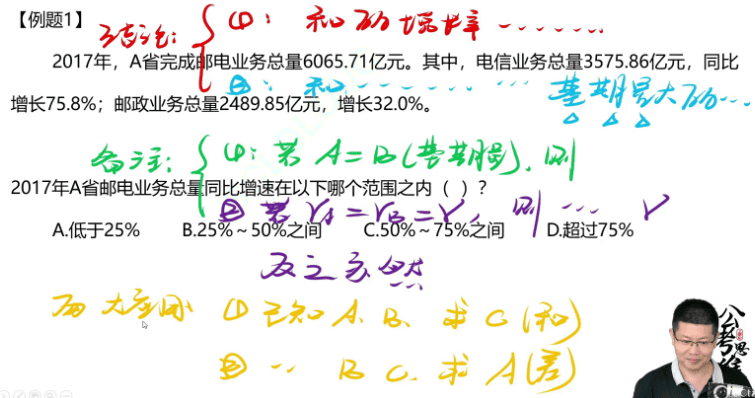 【例题1】
结论： ①：和的增速 ……
2017年，A省完成邮电业务总量6065.71亿元。其中，电信业务总量3575.86亿元，同比
②：和 …… 基期量大的…
增长75.8%；邮政业务总量2489.85亿元，增长32.0%。
备注： ①：若 A=B(基期量)，则
2017年A省邮电业务总量同比增速在以下哪个范围之内（ ）？
② 若 rA=rB=r，则 … r
A.低于25% B.25%～50%之间 C.50%～75%之间 D.超过75%
反之亦然
两大应用 ① 已知 A、B、求 C (和)
② ‥ B C、求 A (差)
公考思维